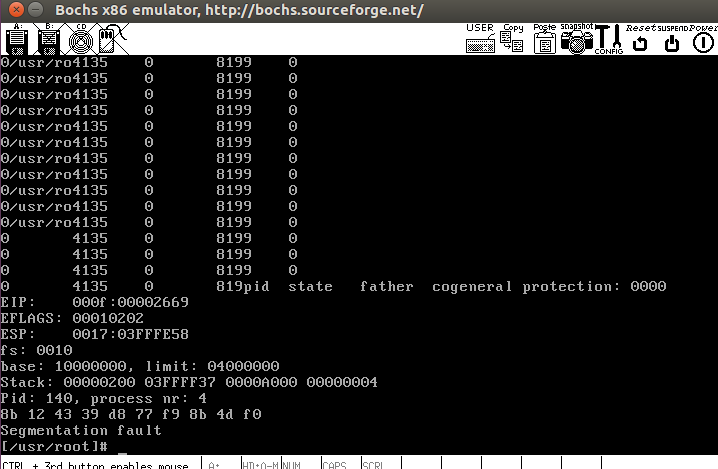 Bochs x86 emulator, http://bochs.sourceforge.net/
A: B: CD USER Copy Paste snapshot CONFIG Reset SUSPEND Power
0/usr/ro4135 0 8199 0
0/usr/ro4135 0 8199 0
0/usr/ro4135 0 8199 0
0/usr/ro4135 0 8199 0
0/usr/ro4135 0 8199 0
0/usr/ro4135 0 8199 0
0/usr/ro4135 0 8199 0
0/usr/ro4135 0 8199 0
0/usr/ro4135 0 8199 0
0/usr/ro4135 0 8199 0
0/usr/ro4135 0 8199 0
0 4135 0 8199 0
0 4135 0 8199 0
0 4135 0 8199 0
0 4135 0 819pid state father cogeneral protection: 0000
EIP: 000f:00002669
EFLAGS: 00010202
ESP: 0017:03FFFE58
fs: 0010
base: 10000000, limit: 04000000
Stack: 00000200 03FFFF37 0000A000 00000004
Pid: 140, process nr: 4
8b 12 43 39 d8 77 f9 8b 4d f0
Segmentation fault
[/usr/root]#
CTRL + 3rd button enables mouse A: HD:0-M NUM CAPS SCRL